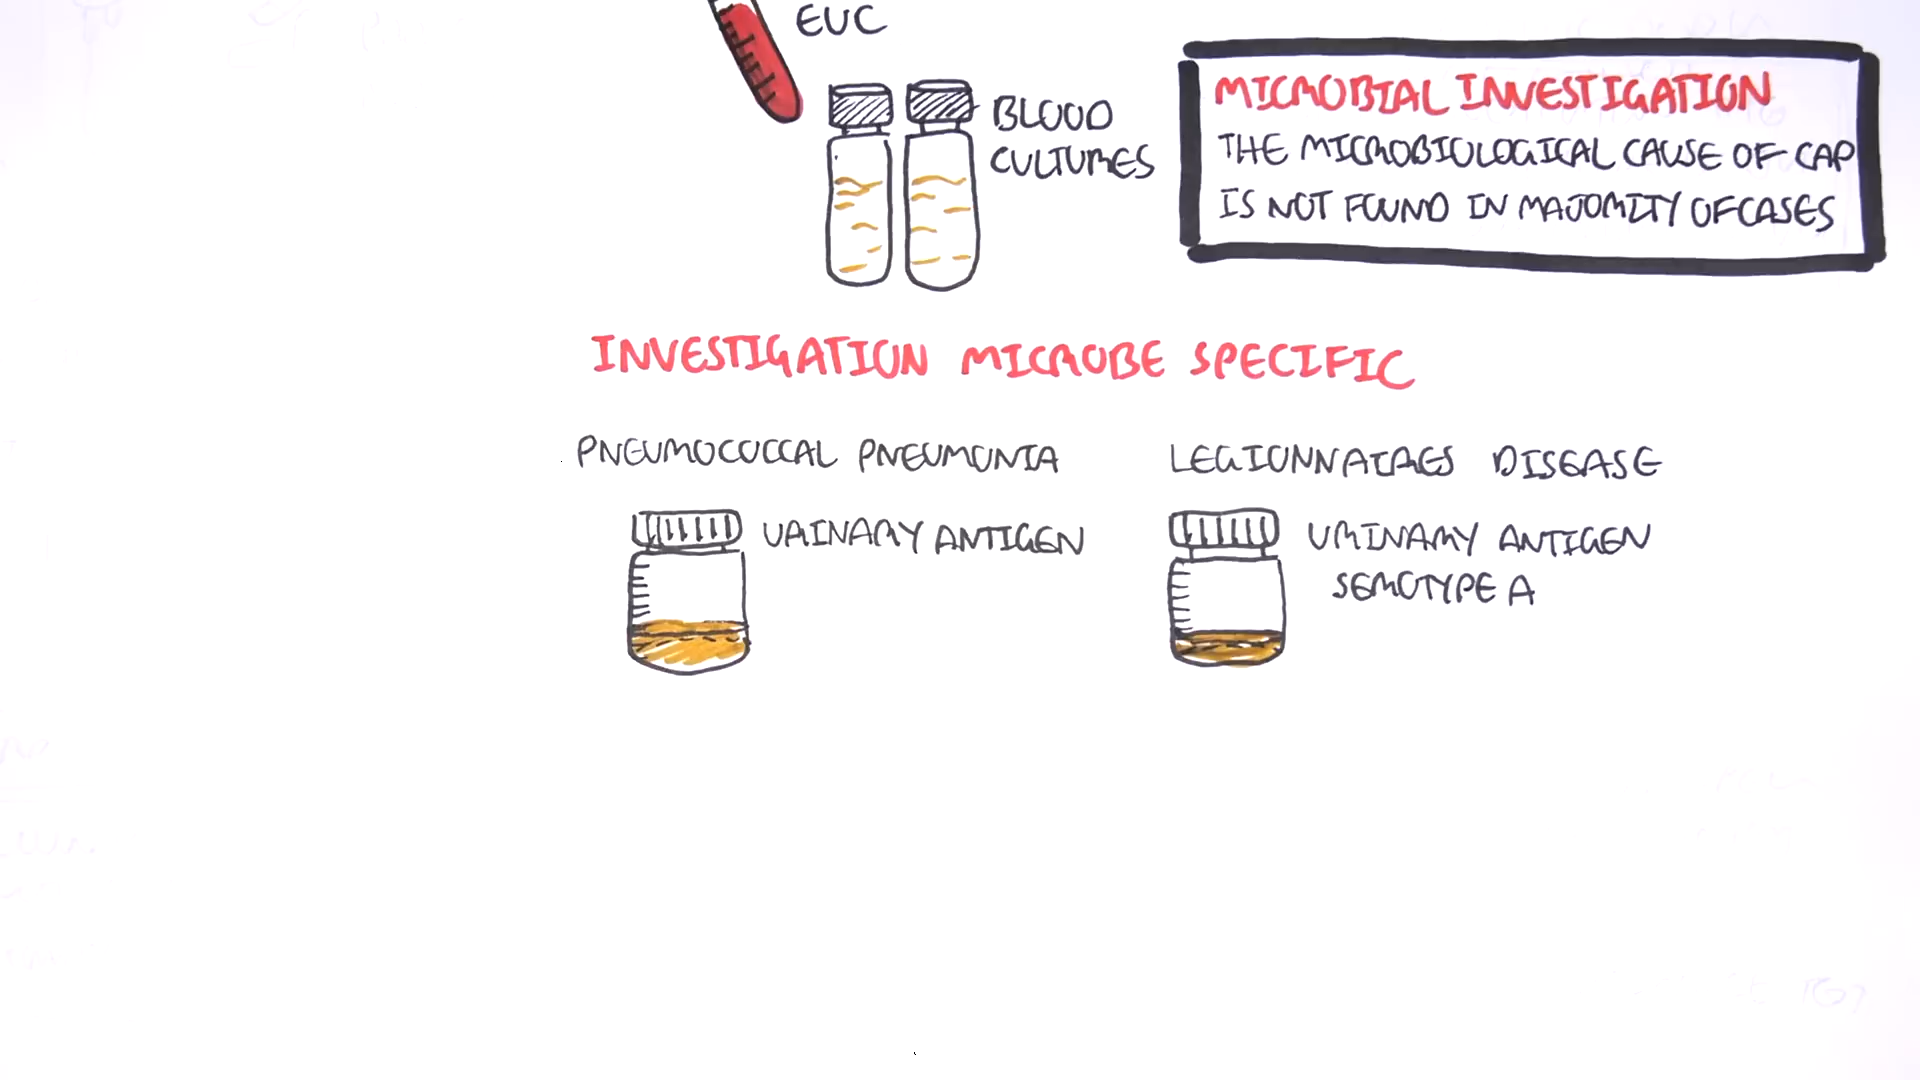 EUC
BLOOD
CULTURES
MICROBIAL INVESTIGATION
THE MICROBIOLOGICAL CAUSE OF CAP
IS NOT FOUND IN MAJORITY OF CASES
INVESTIGATION MICROBE SPECIFIC
PNEUMOCOCCAL PNEUMONIA
URINARY ANTIGEN
LEGIONNAIRES DISEASE
URINARY ANTIGEN
SEROTYPE A